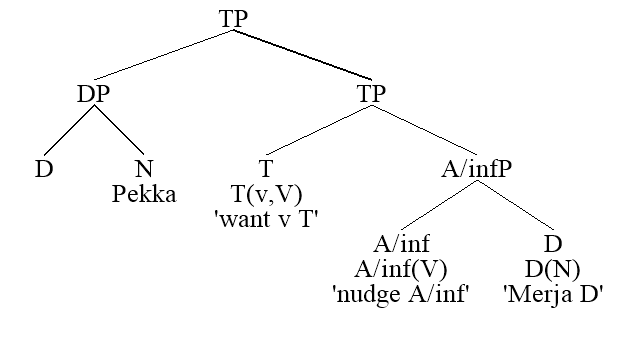 TP
DP TP
D N T A/infP
Pekka T(v,V)
'want v T'
A/inf D
A/inf(V) D(N)
'nudge A/inf' 'Merja D'